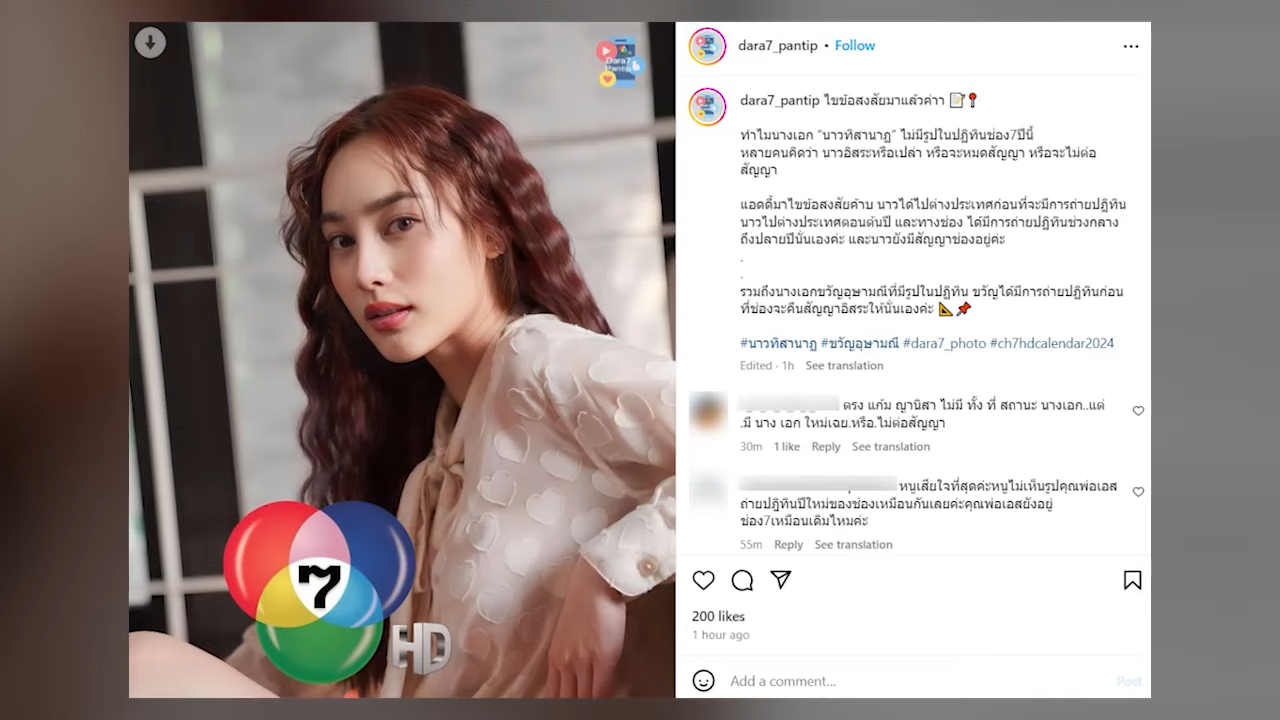 Dara7
Pantip
7
HD
dara7_pantip • Follow
dara7_pantip ไขข้อสงสัยมาแล้วค่าา 📝📍
ทำไมนางเอก "นาวทิสานาฏ" ไม่มีรูปในปฏิทินช่อง7ปีนี้
หลายคนคิดว่า นาวอิสระหรือเปล่า หรือจะหมดสัญญา หรือจะไม่ต่อ
สัญญา
แอดดี้มาไขข้อสงสัยค้าบ นาวได้ไปต่างประเทศก่อนที่จะมีการถ่ายปฏิทิน
นาวไปต่างประเทศตอนต้นปี และทางช่อง ได้มีการถ่ายปฏิทินช่วงกลาง
ถึงปลายปีนั่นเองค่ะ และนาวยังมีสัญญาช่องอยู่ค่ะ
.
.
รวมถึงนางเอกขวัญอุษามณีที่มีรูปในปฏิทิน ขวัญได้มีการถ่ายปฏิทินก่อน
ที่ช่องจะคืนสัญญาอิสระให้นั่นเองค่ะ 📐📌
#นาวทิสานาฏ #ขวัญอุษามณี #dara7_photo #ch7hdcalendar2024
Edited · 1h See translation
ตรง แก้ม ญานิสา ไม่มี ทั้ง ที่ สถานะ นางเอก..แต่
.มี นาง เอก ใหม่เฉย.หรือ.ไม่ต่อสัญญา
30m 1 like Reply See translation
หนูเสียใจที่สุดค่ะหนูไม่เห็นรูปคุณพ่อเอส
ถ่ายปฎิทินปีใหม่ของช่องเหมือนกันเลยค่ะคุณพ่อเอสยังอยู่
ช่อง7เหมือนเดิมไหมค่ะ
55m Reply See translation
200 likes
1 hour ago
Add a comment...
Post